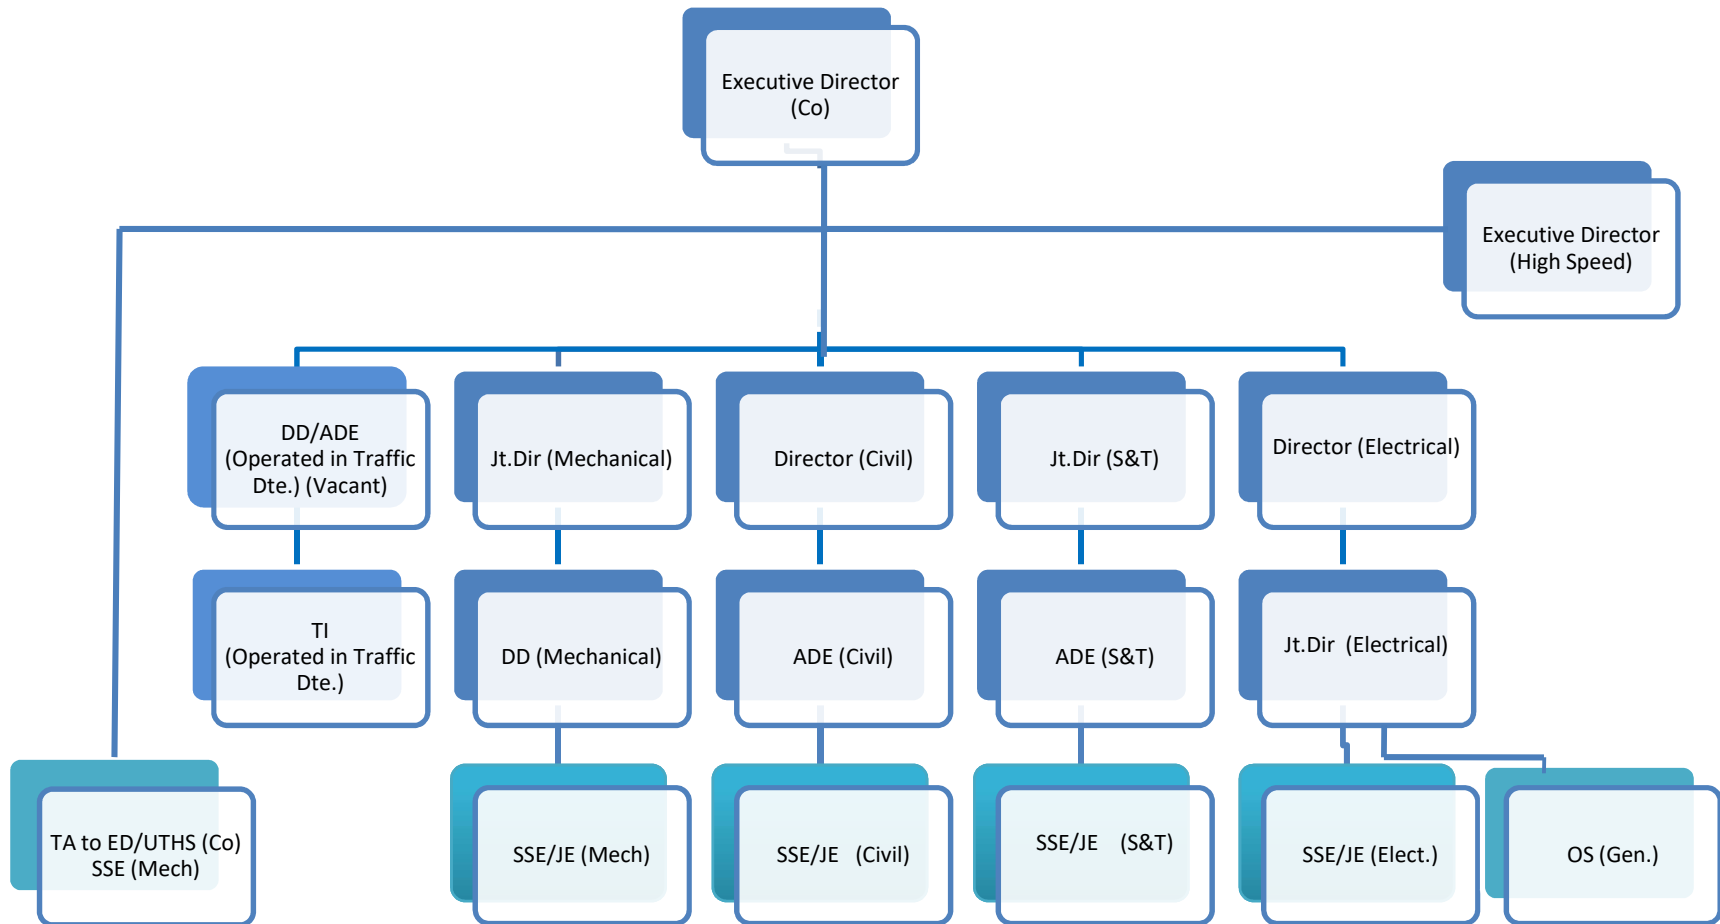 Executive Director
(Co)
Executive Director
(High Speed)
DD/ADE
(Operated in Traffic
Dte.) (Vacant)
Jt.Dir (Mechanical)
Director (Civil)
Jt.Dir (S&T)
Director (Electrical)
TI
(Operated in Traffic
Dte.)
DD (Mechanical)
ADE (Civil)
ADE (S&T)
Jt.Dir (Electrical)
TA to ED/UTHS (Co)
SSE (Mech)
SSE/JE (Mech)
SSE/JE (Civil)
SSE/JE (S&T)
SSE/JE (Elect.)
OS (Gen.)